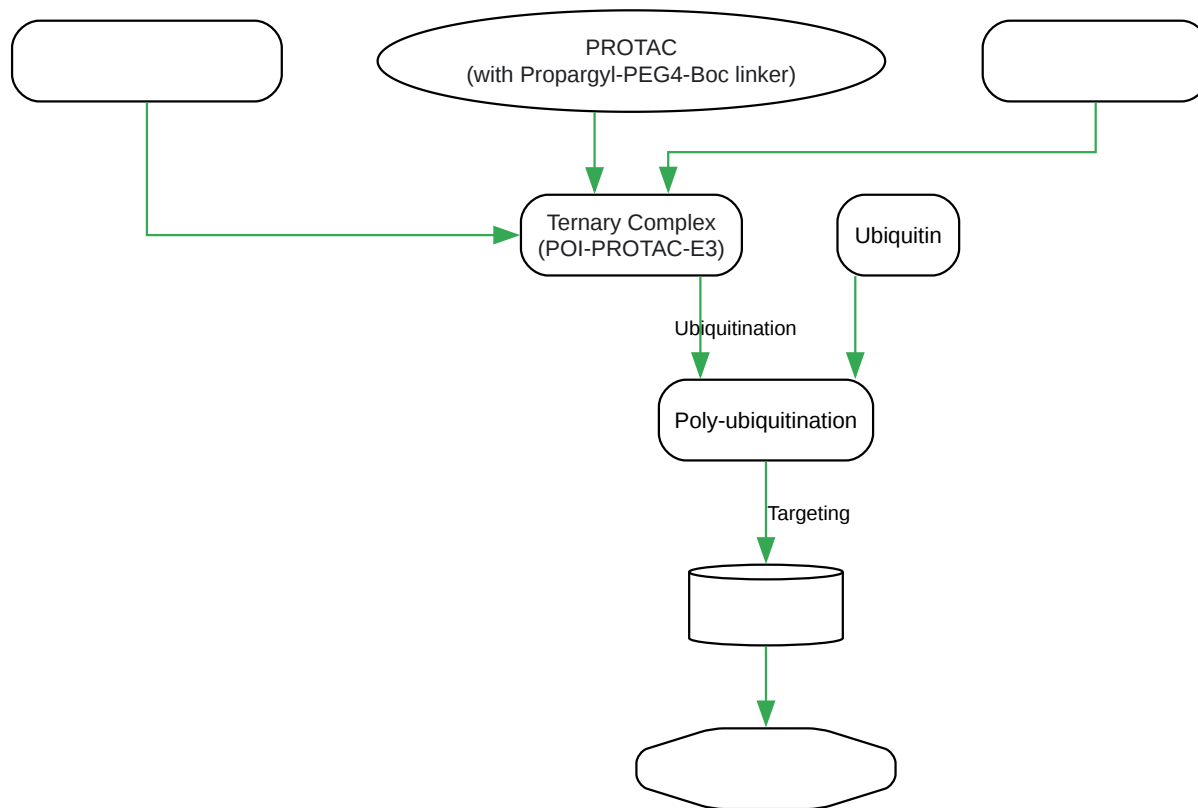 PROTAC
(with Propargyl-PEG4-Boc linker)
Ternary Complex
(POI-PROTAC-E3)
Ubiquitin
Ubiquitination
Poly-ubiquitination
Targeting